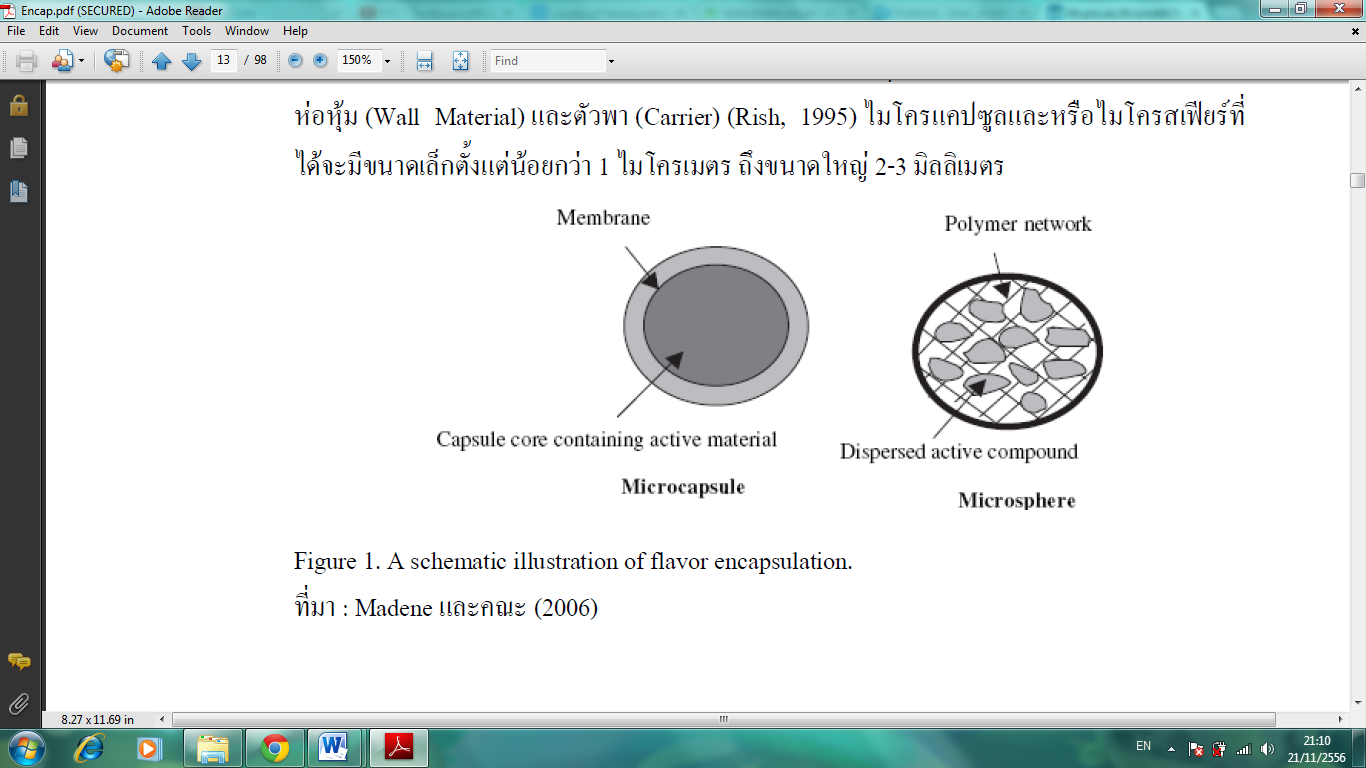 Encap.pdf (SECURED) - Adobe Reader
File Edit View Document Tools Window Help
13 / 98 150% Find
ห่อหุ้ม (Wall Material) และตัวพา (Carrier) (Rish, 1995) ไมโครแคปซูลและหรือไมโครสเฟียร์ที่
ได้จะมีขนาดเล็กตั้งแต่น้อยกว่า 1 ไมโครเมตร ถึงขนาดใหญ่ 2-3 มิลลิเมตร
Membrane
Polymer network
Capsule core containing active material
Dispersed active compound
Microcapsule
Microsphere
Figure 1. A schematic illustration of flavor encapsulation.
ที่มา : Madene และคณะ (2006)
8.27 x 11.69 in
EN
21:10
21/11/2556